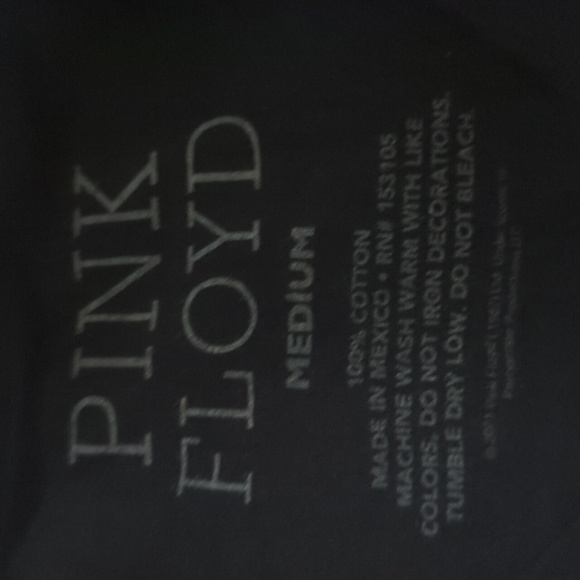 PINK
FLOYD
MEDIUM
100% COTTON
MADE IN MEXICO • RN# 153105
MACHINE WASH WARM WITH LIKE
COLORS. DO NOT IRON DECORATIONS.
TUMBLE DRY LOW. DO NOT BLEACH.